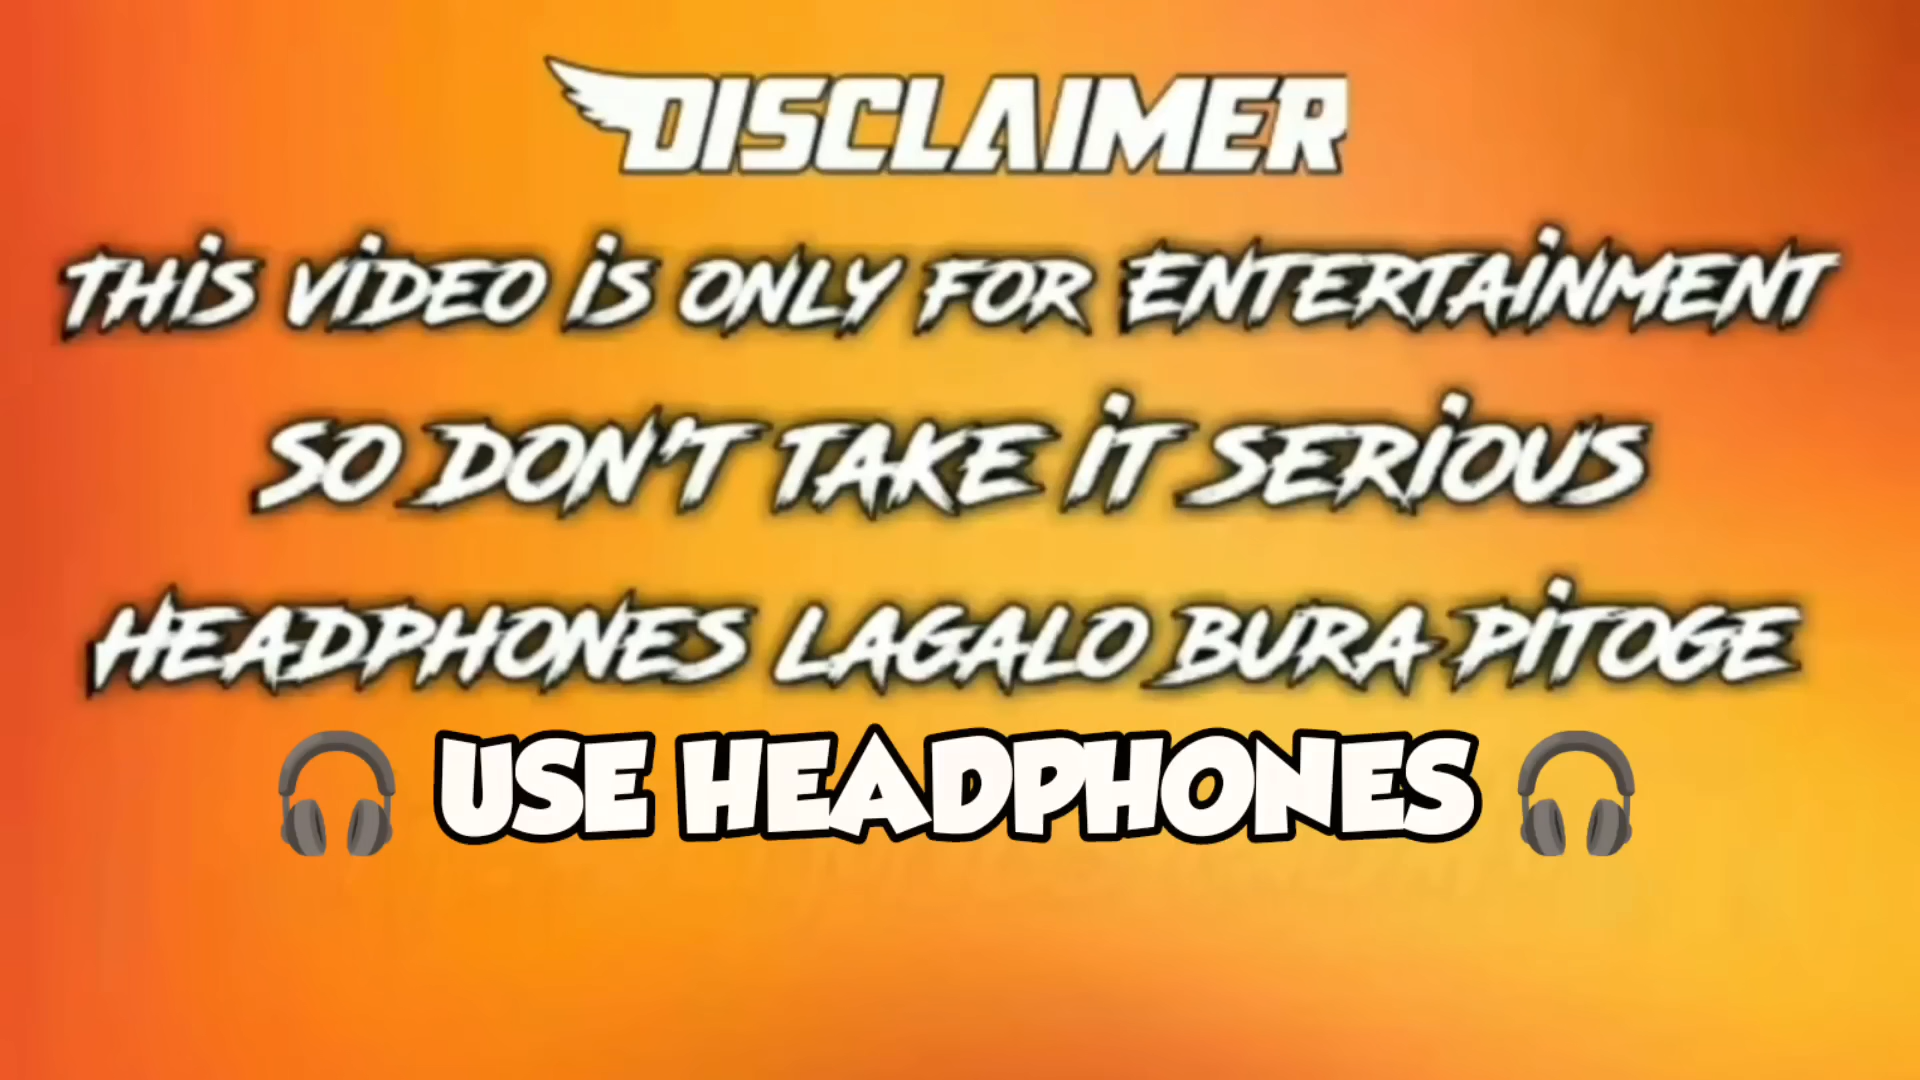 DISCLAIMER
THiS ViDEO iS ONLY FOR ENTERTAiNMENT
SO DON'T TAKE iT SERiOUS
HEADPHONES LAGALO BURA PiTOGE
🎧 USE HEADPHONES 🎧